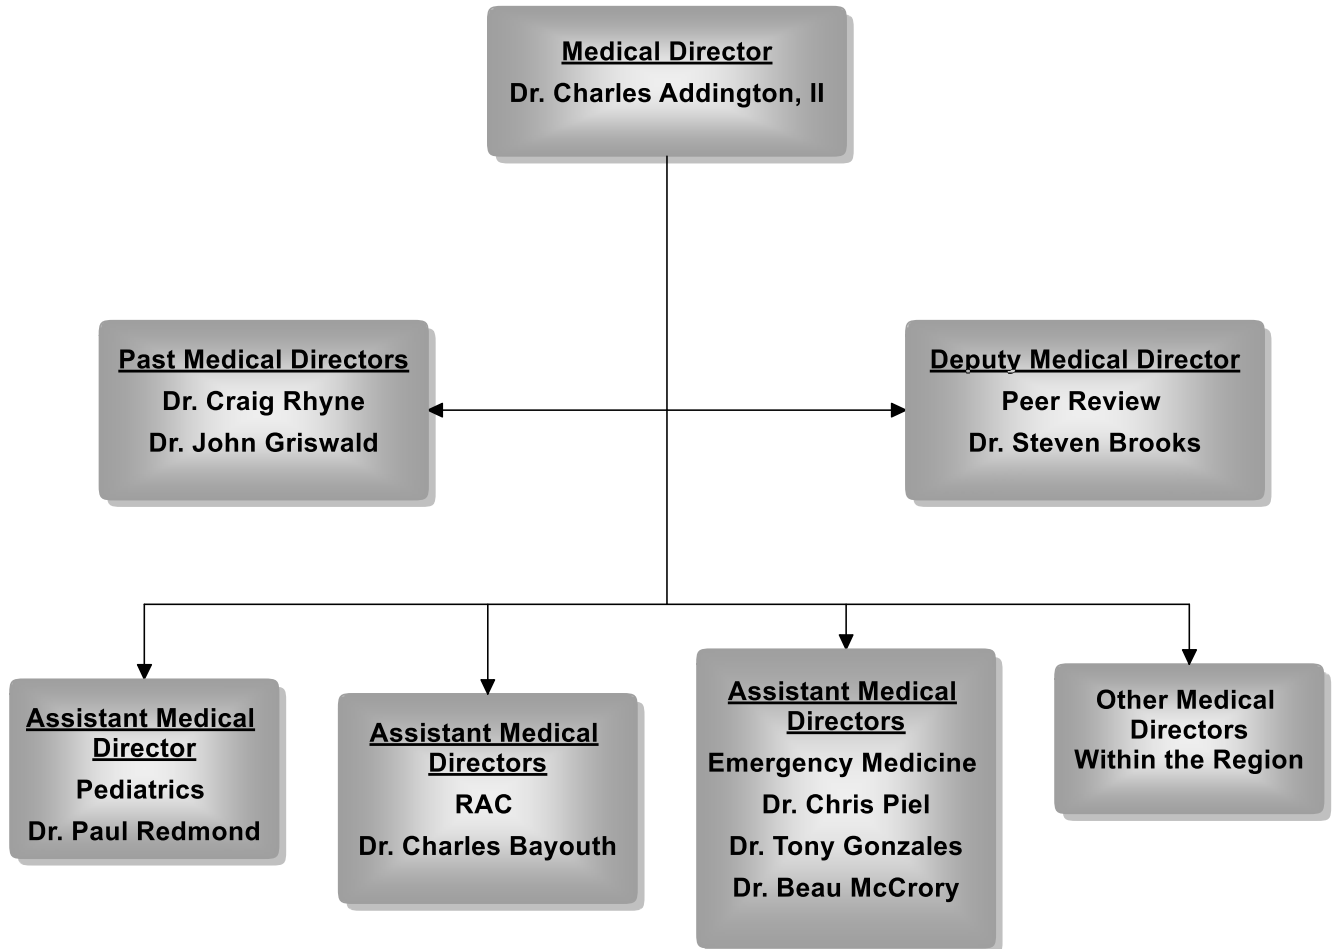 Medical Director
Dr. Charles Addington, II
Past Medical Directors
Dr. Craig Rhyne
Dr. John Griswald
Deputy Medical Director
Peer Review
Dr. Steven Brooks
Assistant Medical
Director
Pediatrics
Dr. Paul Redmond
Assistant Medical
Directors
RAC
Dr. Charles Bayouth
Assistant Medical
Directors
Emergency Medicine
Dr. Chris Piel
Dr. Tony Gonzales
Dr. Beau McCrory
Other Medical
Directors
Within the Region